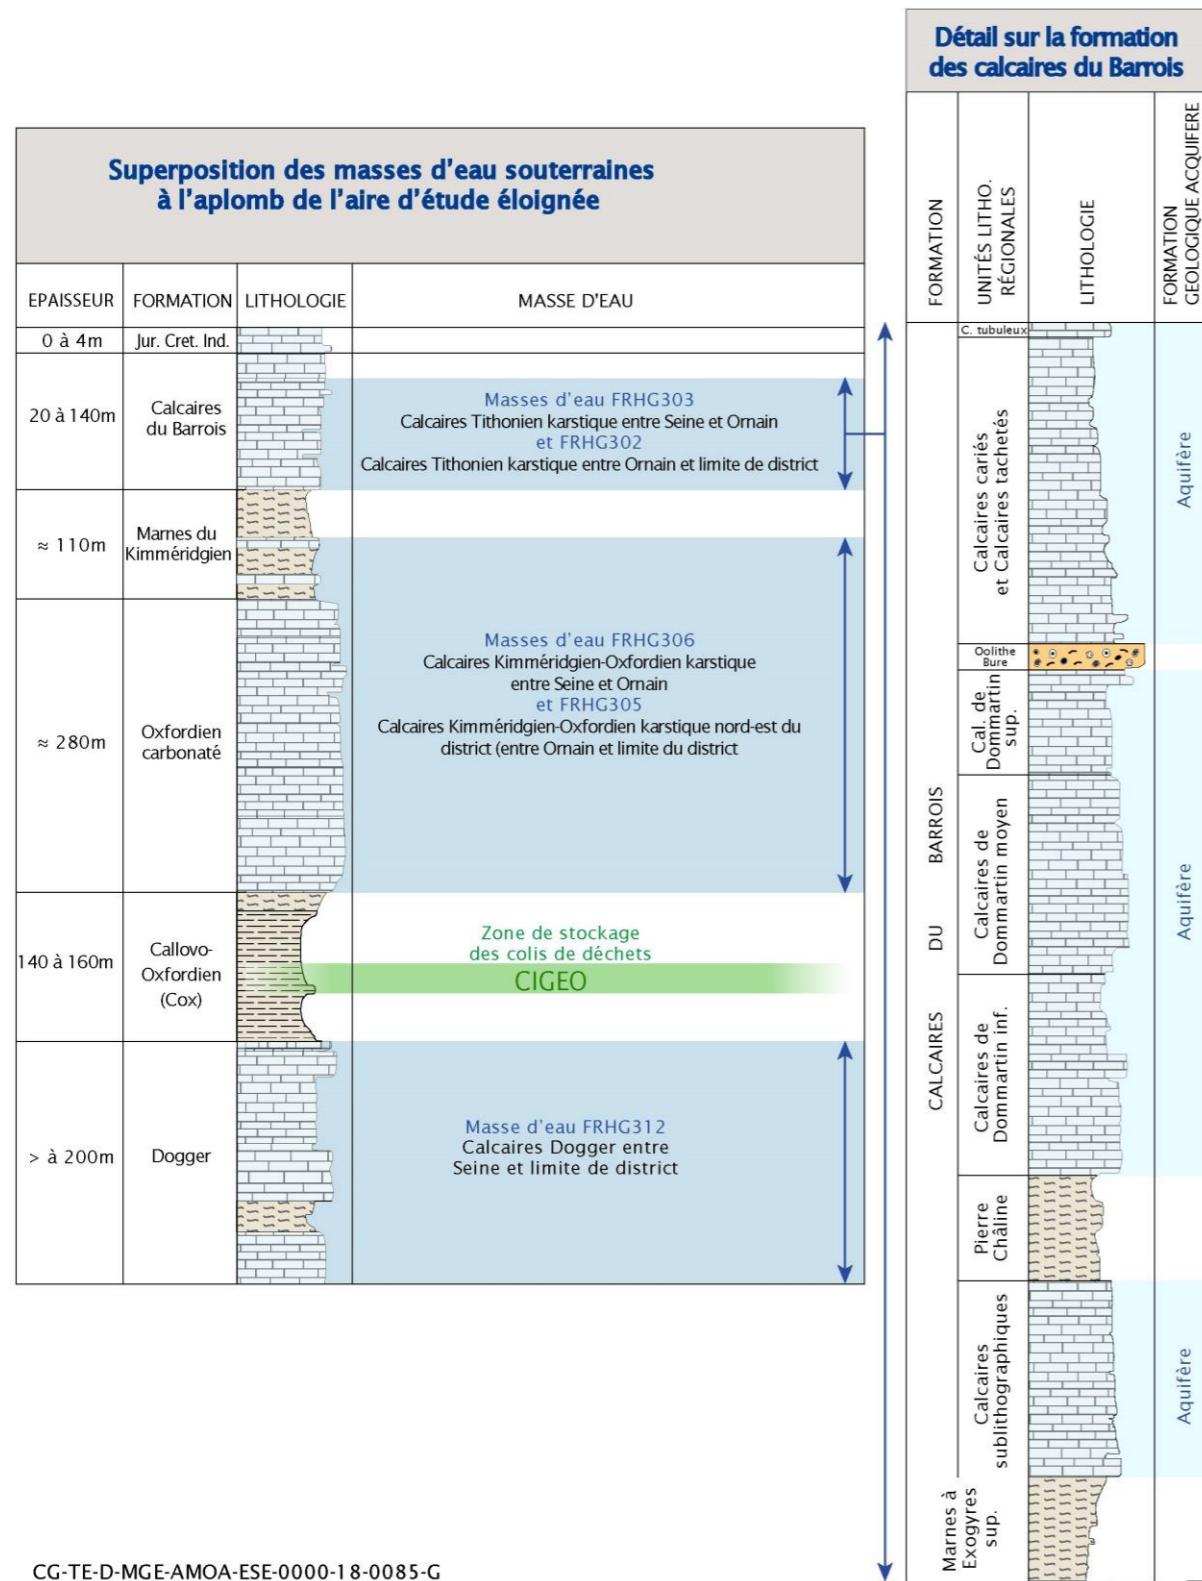 Superposition des masses d'eau souterraines
à l'aplomb de l'aire d'étude éloignée
EPAISSEUR
FORMATION
LITHOLOGIE
MASSE D'EAU
0 à 4m
Jur. Cret. Ind.
20 à 140m
Calcaires
du Barrois
Masses d'eau FRHG303
Calcaires Tithonien karstique entre Seine et Ornain
et FRHG302
Calcaires Tithonien karstique entre Ornain et limite de district
≈ 110m
Marnes du
Kimméridgien
≈ 280m
Oxfordien
carbonaté
Masses d'eau FRHG306
Calcaires Kimméridgien-Oxfordien karstique
entre Seine et Ornain
et FRHG305
Calcaires Kimméridgien-Oxfordien karstique nord-est du
district (entre Ornain et limite du district
140 à 160m
Callovo-
Oxfordien
(Cox)
Zone de stockage
des colis de déchets
CIGEO
> à 200m
Dogger
Masse d'eau FRHG312
Calcaires Dogger entre
Seine et limite de district
Détail sur la formation
des calcaires du Barrois
FORMATION
UNITÉS LITHO.
RÉGIONALES
LITHOLOGIE
FORMATION
GEOLOGIQUE ACQUIFERE
CALCAIRES DU BARROIS
C. tubuleux
Calcaires cariés
et Calcaires tachetés
Aquifère
Oolithe
Bure
Cal. de
Dommartin
sup.
Calcaires de
Dommartin moyen
Aquifère
Calcaires de
Dommartin inf.
Pierre
Châline
Calcaires
sublithographiques
Aquifère
Marnes à
Exogyres
sup.
CG-TE-D-MGE-AMOA-ESE-0000-18-0085-G